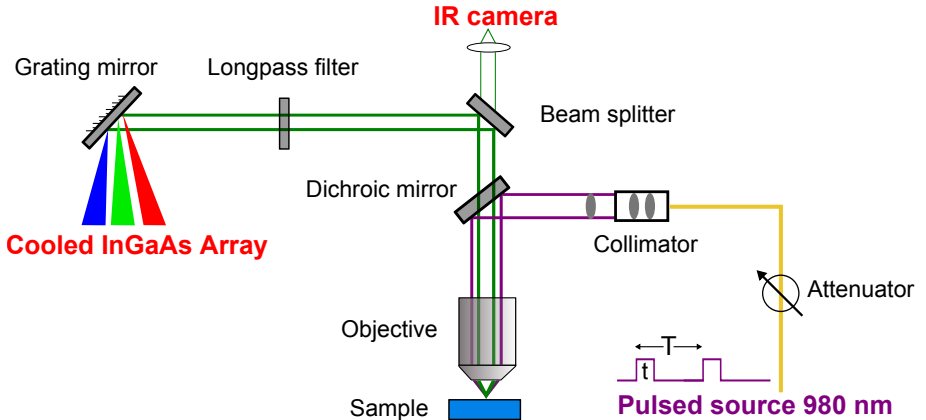 IR camera
Grating mirror
Longpass filter
Beam splitter
Dichroic mirror
Cooled InGaAs Array
Collimator
Attenuator
Objective
T
t
Pulsed source 980 nm
Sample